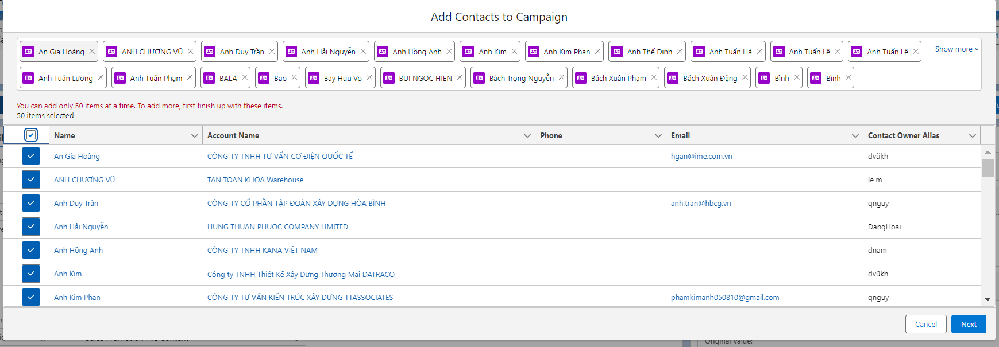 Add Contacts to Campaign
An Gia Hoàng ANH CHƯƠNG VŨ Anh Duy Trần Anh Hải Nguyễn Anh Hồng Anh Anh Kim Anh Kim Phan Anh Thế Đinh Anh Tuấn Hà Anh Tuấn Lê Anh Tuấn Lê Show more »
Anh Tuấn Lương Anh Tuấn Phạm BALA Bao Bay Huu Vo BUI NGOC HIEN Bách Trọng Nguyễn Bách Xuân Phạm Bách Xuân Đặng Bình Bình
You can add only 50 items at a time. To add more, first finish up with these items.
50 items selected
Name Account Name Phone Email Contact Owner Alias
An Gia Hoàng CÔNG TY TNHH TƯ VẤN CƠ ĐIỆN QUỐC TẾ hgan@ime.com.vn dvũkh
ANH CHƯƠNG VŨ TAN TOAN KHOA Warehouse le m
Anh Duy Trần CÔNG TY CỔ PHẦN TẬP ĐOÀN XÂY DỰNG HÒA BÌNH anh.tran@hbcg.vn qnguy
Anh Hải Nguyễn HUNG THUAN PHUOC COMPANY LIMITED DangHoai
Anh Hồng Anh CÔNG TY TNHH KANA VIỆT NAM dnam
Anh Kim Công ty TNHH Thiết Kế Xây Dựng Thương Mại DATRACO dvũkh
Anh Kim Phan CÔNG TY TƯ VẤN KIẾN TRÚC XÂY DỰNG TTASSOCIATES phamkimanh050810@gmail.com qnguy
Cancel Next
Original value: